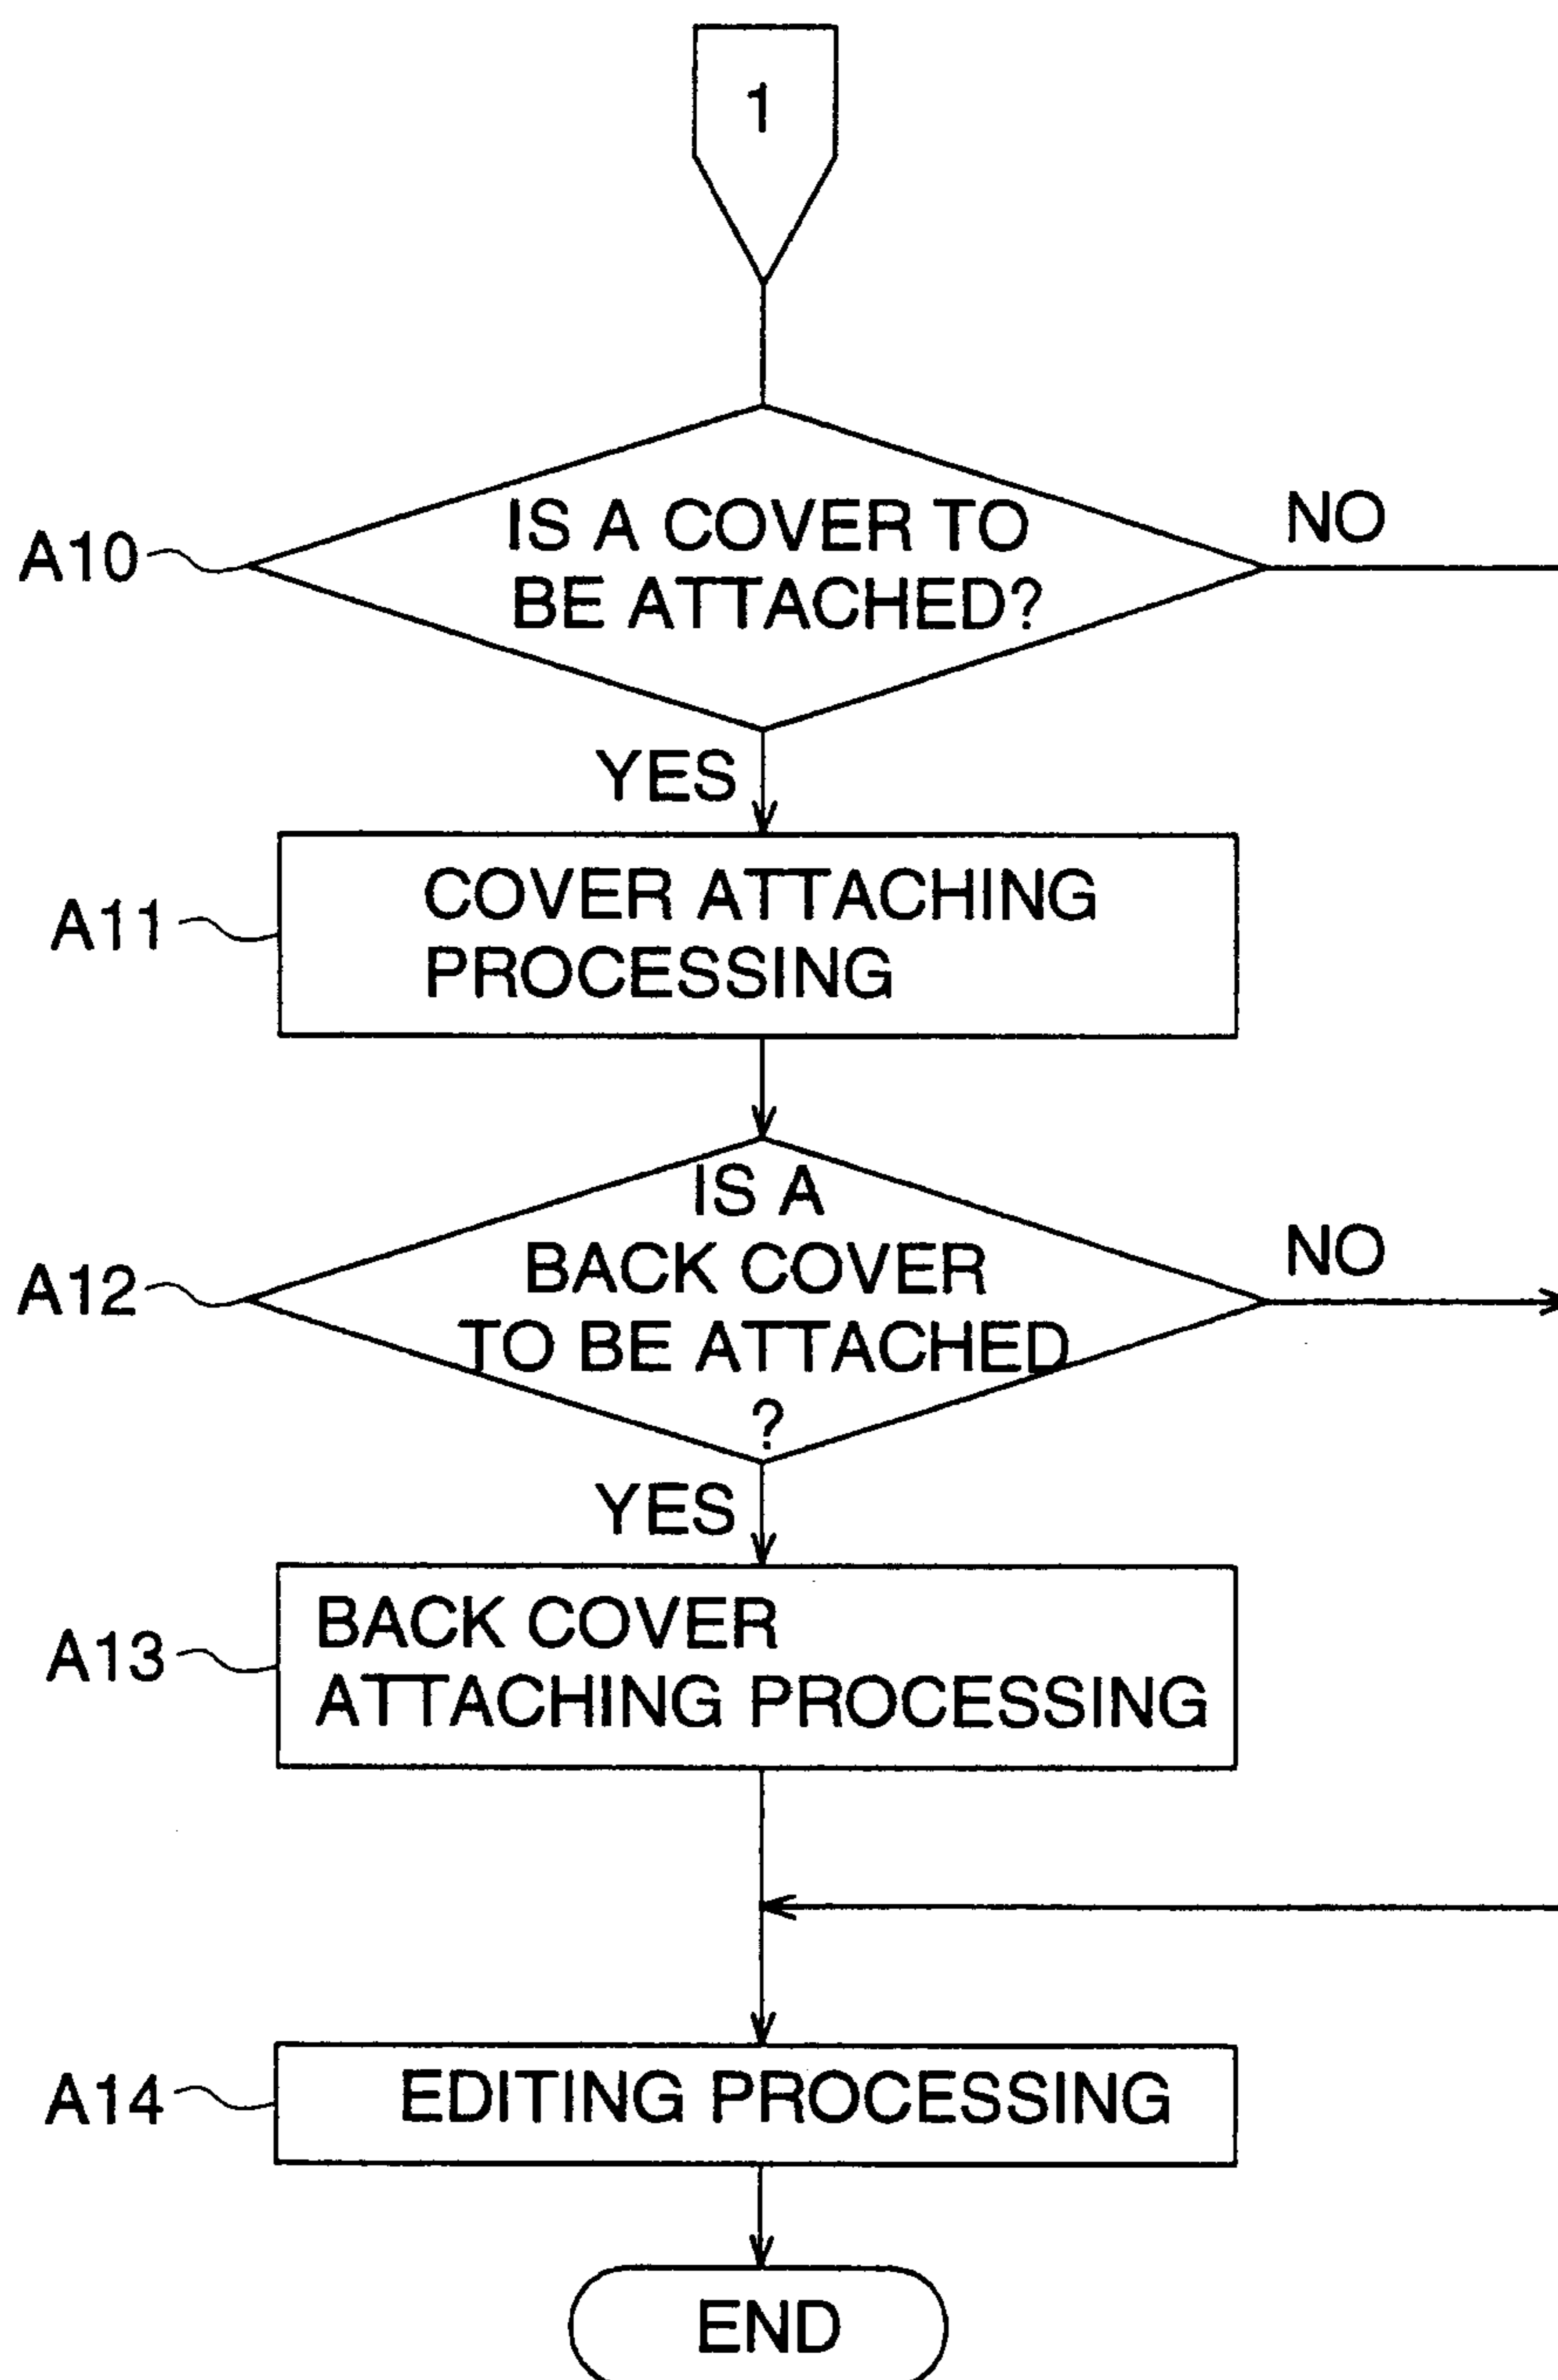 1
IS A COVER TO
BE ATTACHED?
NO
A10
YES
COVER ATTACHING
PROCESSING
A11
IS A
BACK COVER
TO BE ATTACHED
?
NO
A12
YES
BACK COVER
ATTACHING PROCESSING
A13
EDITING PROCESSING
A14
END